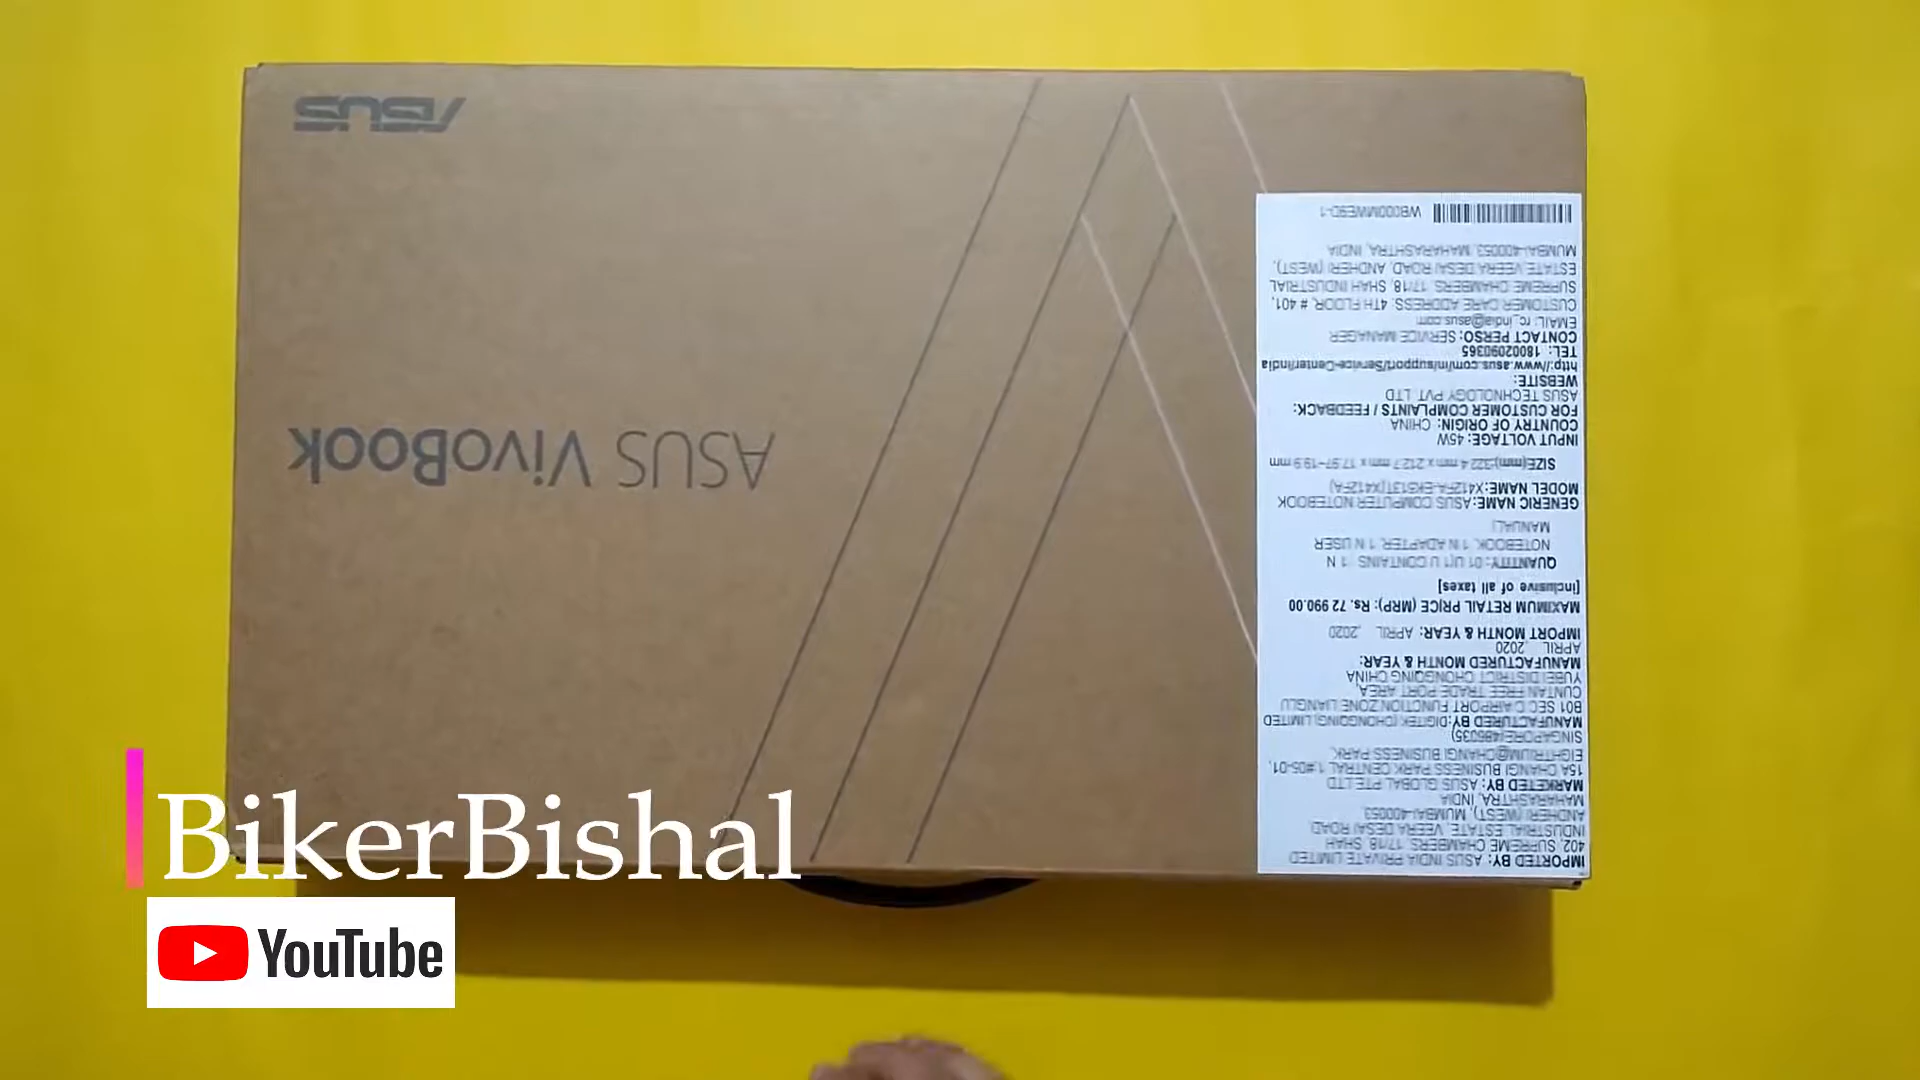 ASUS
ASUS VivoBook
IMPORTED BY: ASUS INDIA PRIVATE LIMITED
402, SUPREME CHAMBERS, 17/18, SHAH
INDUSTRIAL ESTATE, VEERA DESAI ROAD
ANDHERI (WEST), MUMBAI-400053,
MAHARASHTRA, INDIA
MARKETED BY: ASUS GLOBAL PTE LTD
15A CHANGI BUSINESS PARK CENTRAL 1 #05-01,
EIGHTRIUM@CHANGI BUSINESS PARK,
SINGAPORE(486035)
MANUFACTURED BY:DIGITEK (CHONGQING) LIMITED
B01 SEC C AIRPORT FUNCTION ZONE LIANGLU
CUNTAN FREE TRADE PORT AREA,
YUBEI DISTRICT CHONGQING CHINA
MANUFACTURED MONTH & YEAR:
APRIL ,2020
IMPORT MONTH & YEAR: APRIL ,2020
MAXIMUM RETAIL PRICE (MRP): Rs. 72 990.00
[inclusive of all taxes]
QUANTITY: 01 U(1 U CONTAINS : 1 N
NOTEBOOK, 1 N ADAPTER, 1 N USER
MANUAL)
GENERIC NAME:ASUS COMPUTER NOTEBOOK
MODEL NAME:X412FA-EK513T(X412FA)
SIZE(mm):322.4 mm x 212.7 mm x 17.97~19.9 mm
INPUT VOLTAGE: 45W
COUNTRY OF ORIGIN: CHINA
FOR CUSTOMER COMPLAINTS / FEEDBACK:
ASUS TECHNOLOGY PVT. LTD
WEBSITE:
http://www.asus.com/in/support/Service-Center/india
TEL: 18002090365
CONTACT PERSO: SERVICE MANAGER
EMAIL: rc_india@asus.com
CUSTOMER CARE ADDRESS: 4TH FLOOR, # 401,
SUPREME CHAMBERS, 17/18, SHAH INDUSTRIAL
ESTATE, VEERA DESAI ROAD, ANDHERI (WEST),
MUMBAI-400053, MAHARASHTRA, INDIA
WB000MWE9D-1
BikerBishal
YouTube